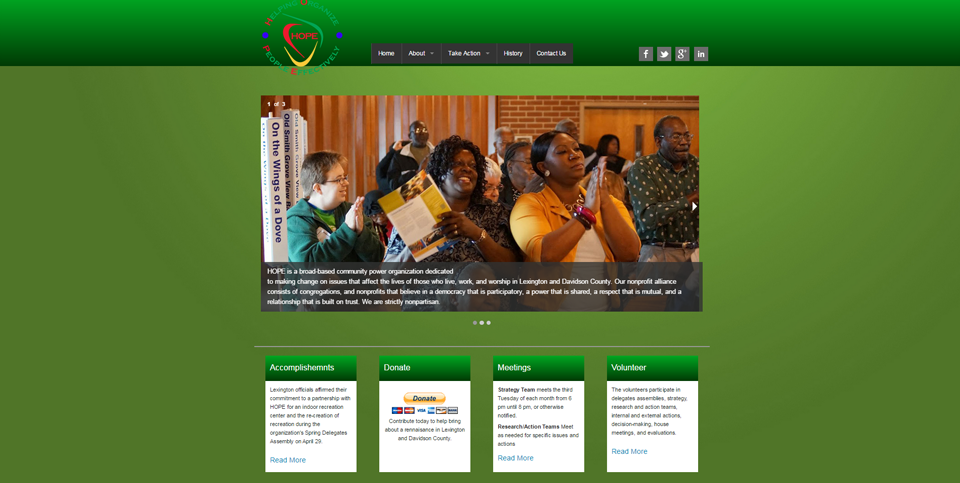 HELPING ORGANIZE
HOPE
PEOPLE EFFECTIVELY
Home
About
Take Action
History
Contact Us
1 of 3
On the Wings of a Dove
Old Smith Grove View
HOPE is a broad-based community power organization dedicated
to making change on issues that affect the lives of those who live, work, and worship in Lexington and Davidson County. Our nonprofit alliance
consists of congregations, and nonprofits that believe in a democracy that is participatory, a power that is shared, a respect that is mutual, and a
relationship that is built on trust. We are strictly nonpartisan.
Accomplishemnts
Lexington officials affirmed their
commitment to a partnership with
HOPE for an indoor recreation
center and the re-creation of
recreation during the
organization's Spring Delegates
Assembly on April 29.
Read More
Donate
Donate
VISA
Contribute today to help bring
about a rennaisance in Lexington
and Davidson County.
Meetings
Strategy Team meets the third
Tuesday of each month from 6
pm until 8 pm, or otherwise
notified.
Research/Action Teams Meet
as needed for specific issues and
actions.
Read More
Volunteer
The volunteers participate in
delegates assemblies, strategy,
research and action teams,
internal and external actions,
decision-making, house
meetings, and evaluations.
Read More